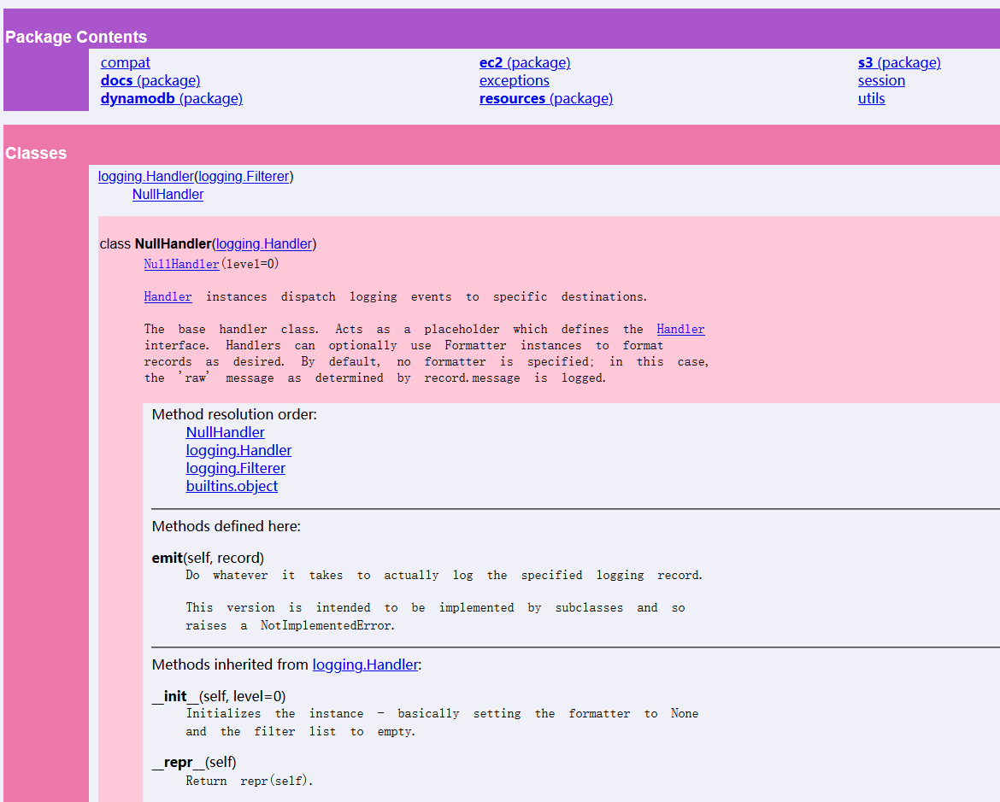 Package Contents
compat ec2 (package) s3 (package)
docs (package) exceptions session
dynamodb (package) resources (package) utils
Classes
logging.Handler(logging.Filterer)
NullHandler
class NullHandler(logging.Handler)
NullHandler(level=0)
Handler instances dispatch logging events to specific destinations.
The base handler class. Acts as a placeholder which defines the Handler
interface. Handlers can optionally use Formatter instances to format
records as desired. By default, no formatter is specified; in this case,
the 'raw' message as determined by record.message is logged.
Method resolution order:
NullHandler
logging.Handler
logging.Filterer
builtins.object
Methods defined here:
emit(self, record)
Do whatever it takes to actually log the specified logging record.
This version is intended to be implemented by subclasses and so
raises a NotImplementedError.
Methods inherited from logging.Handler:
__init__(self, level=0)
Initializes the instance - basically setting the formatter to None
and the filter list to empty.
__repr__(self)
Return repr(self).